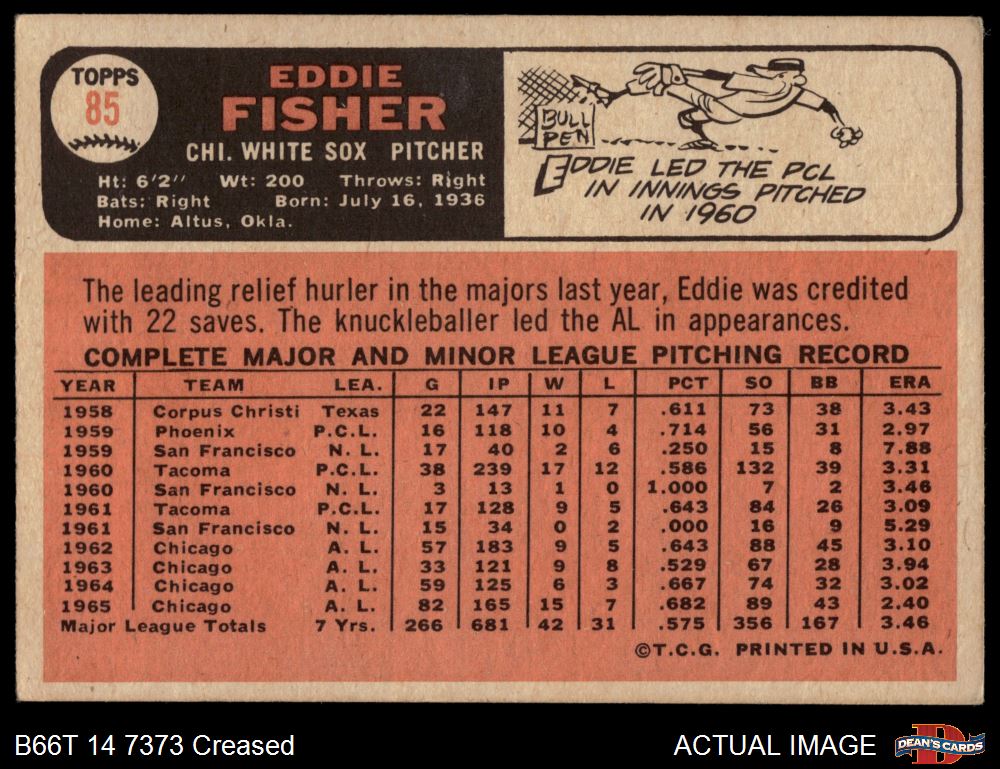 TOPPS
85
EDDIE
FISHER
CHI. WHITE SOX PITCHER
Ht: 6'2" Wt: 200 Throws: Right
Bats: Right Born: July 16, 1936
Home: Altus, Okla.
BULL
PEN
EDDIE LED THE PCL
IN INNINGS PITCHED
IN 1960
The leading relief hurler in the majors last year, Eddie was credited
with 22 saves. The knuckleballer led the AL in appearances.
COMPLETE MAJOR AND MINOR LEAGUE PITCHING RECORD
YEAR TEAM LEA. G IP W L PCT SO BB ERA
1958 Corpus Christi Texas 22 147 11 7 .611 73 38 3.43
1959 Phoenix P.C.L. 16 118 10 4 .714 56 31 2.97
1959 San Francisco N. L. 17 40 2 6 .250 15 8 7.88
1960 Tacoma P.C.L. 38 239 17 12 .586 132 39 3.31
1960 San Francisco N. L. 3 13 1 0 1.000 7 2 3.46
1961 Tacoma P.C.L. 17 128 9 5 .643 84 26 3.09
1961 San Francisco N. L. 15 34 0 2 .000 16 9 5.29
1962 Chicago A. L. 57 183 9 5 .643 88 45 3.10
1963 Chicago A. L. 33 121 9 8 .529 67 28 3.94
1964 Chicago A. L. 59 125 6 3 .667 74 32 3.02
1965 Chicago A. L. 82 165 15 7 .682 89 43 2.40
Major League Totals 7 Yrs. 266 681 42 31 .575 356 167 3.46
©T.C.G. PRINTED IN U.S.A.
B66T 14 7373 Creased
ACTUAL IMAGE
DEAN'S CARDS